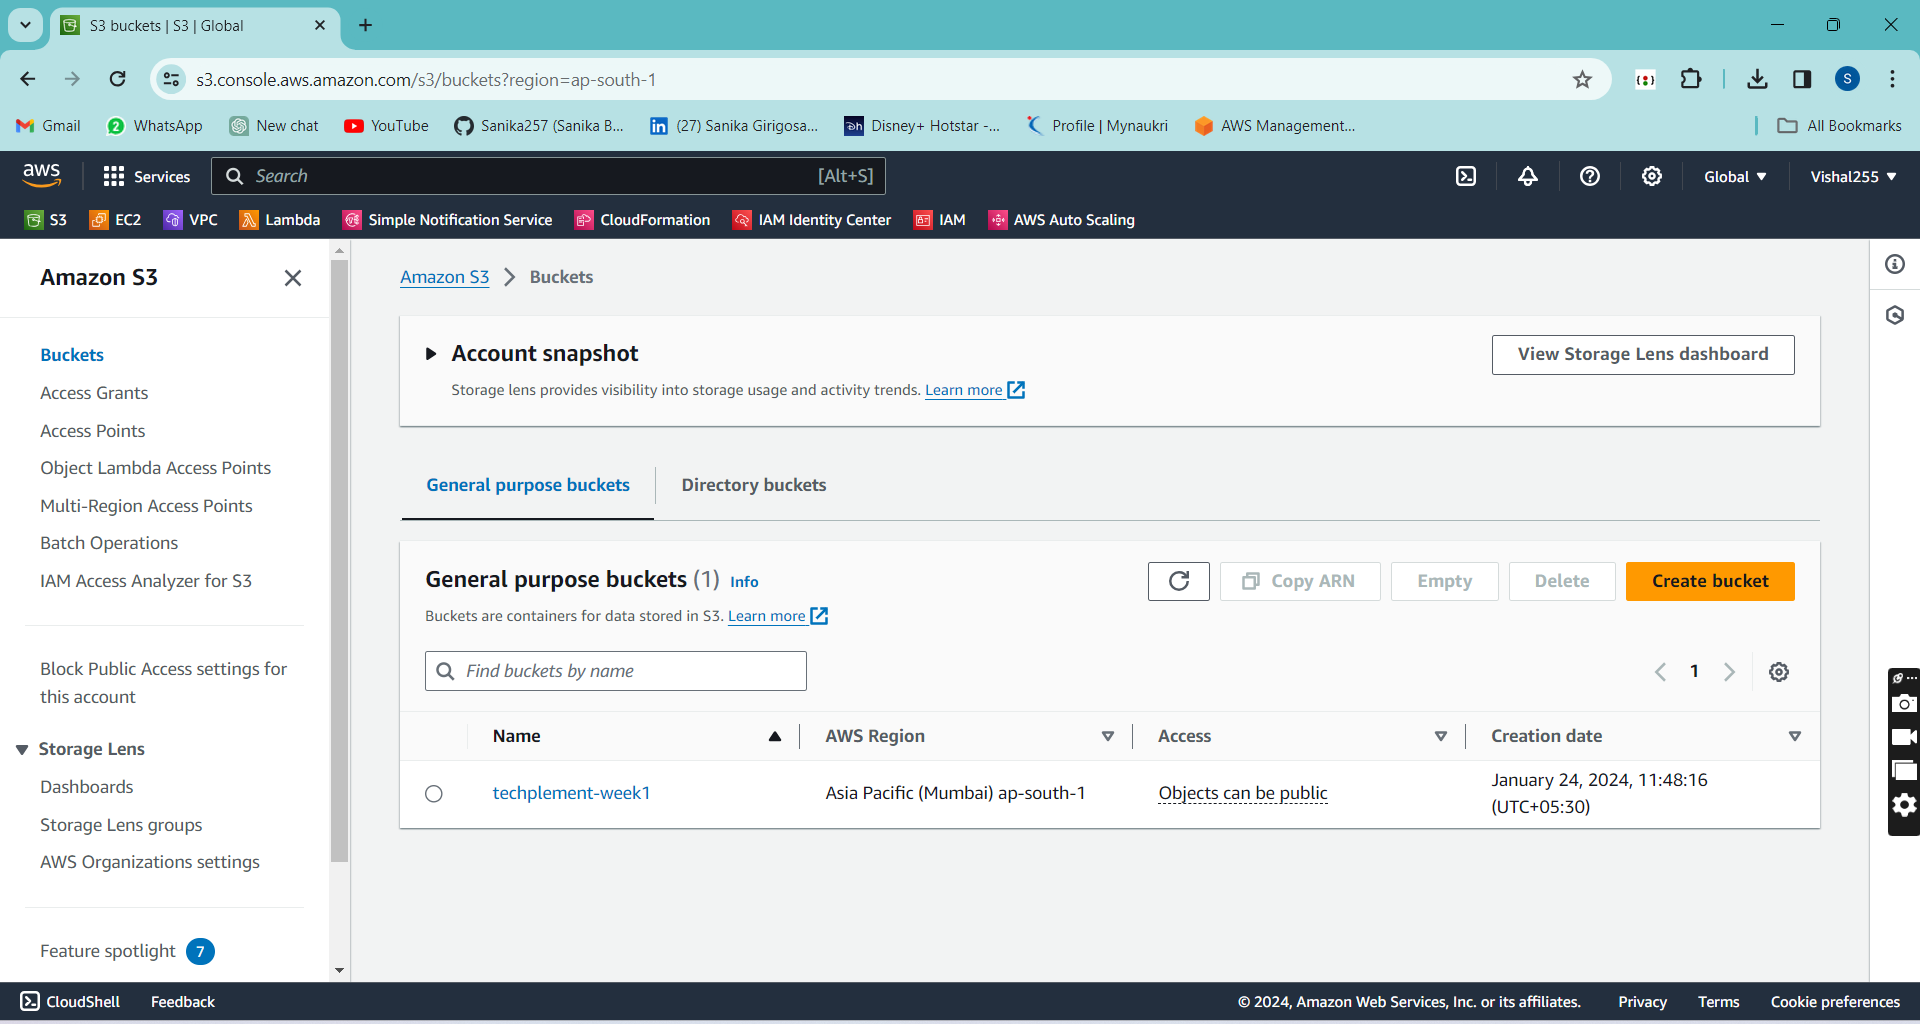 S3 buckets | S3 | Global
s3.console.aws.amazon.com/s3/buckets?region=ap-south-1
S
Gmail
2 WhatsApp
New chat
YouTube
Sanika257 (Sanika B...
in (27) Sanika Girigosa...
Disney+ Hotstar -...
Profile | Mynaukri
AWS Management...
All Bookmarks
aws
Services
Search
[Alt+S]
Global
Vishal255
S3
EC2
VPC
Lambda
Simple Notification Service
CloudFormation
IAM Identity Center
IAM
AWS Auto Scaling
Amazon S3
Buckets
Access Grants
Access Points
Object Lambda Access Points
Multi-Region Access Points
Batch Operations
IAM Access Analyzer for S3
Block Public Access settings for
this account
Storage Lens
Dashboards
Storage Lens groups
AWS Organizations settings
Feature spotlight 7
Amazon S3 > Buckets
Account snapshot
Storage lens provides visibility into storage usage and activity trends. Learn more
View Storage Lens dashboard
General purpose buckets
Directory buckets
General purpose buckets (1) Info
Buckets are containers for data stored in S3. Learn more
Copy ARN
Empty
Delete
Create bucket
Find buckets by name
1
Name
AWS Region
Access
Creation date
techplement-week1
Asia Pacific (Mumbai) ap-south-1
Objects can be public
January 24, 2024, 11:48:16
(UTC+05:30)
CloudShell
Feedback
© 2024, Amazon Web Services, Inc. or its affiliates.
Privacy
Terms
Cookie preferences